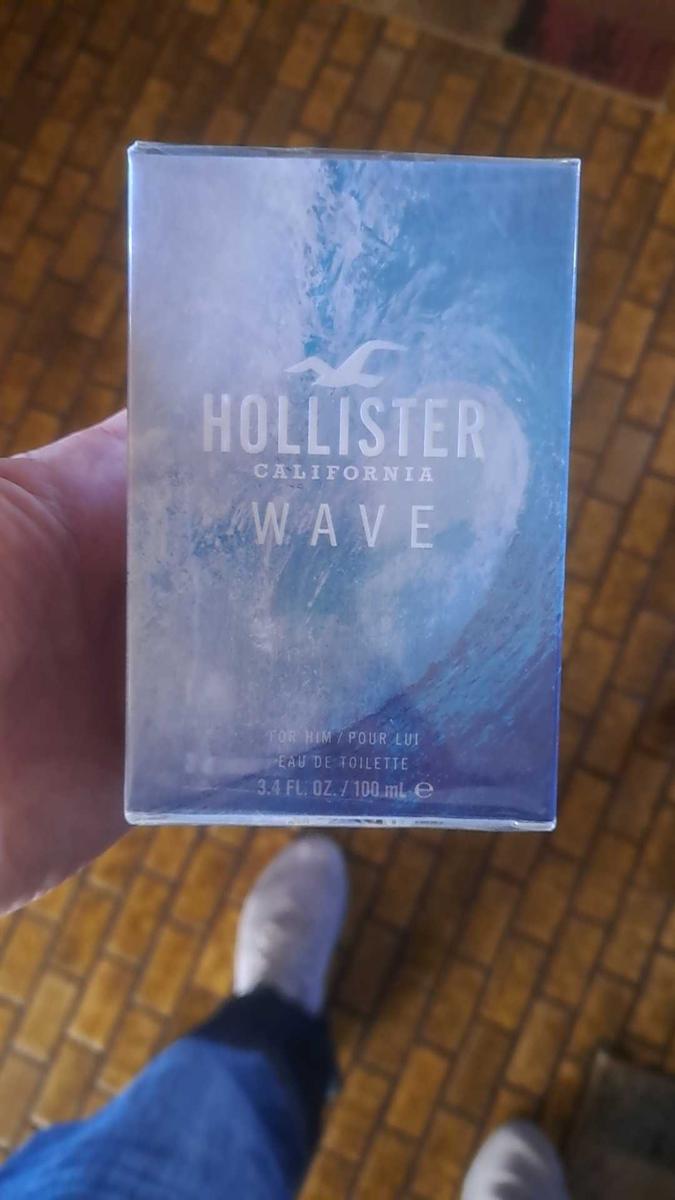 HOLLISTER
CALIFORNIA
WAVE
FOR HIM / POUR LUI
EAU DE TOILETTE
3.4 FL. OZ. / 100 mL ℮